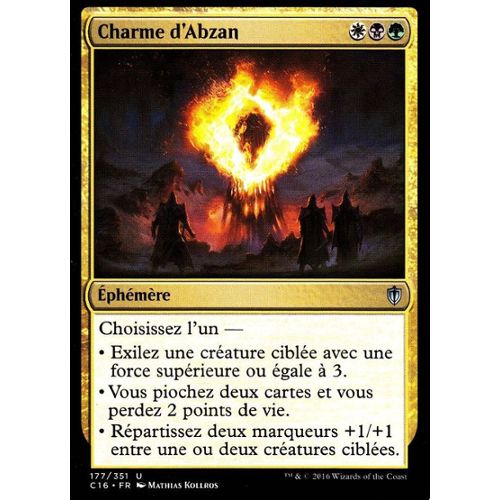 Charme d'Abzan
Éphémère
Choisissez l'un —
• Exilez une créature ciblée avec une
force supérieure ou égale à 3.
• Vous piochez deux cartes et vous
perdez 2 points de vie.
• Répartissez deux marqueurs +1/+1
entre une ou deux créatures ciblées.
177/351 U
C16 • FR Mathias Kollros
™ & © 2016 Wizards of the Coast